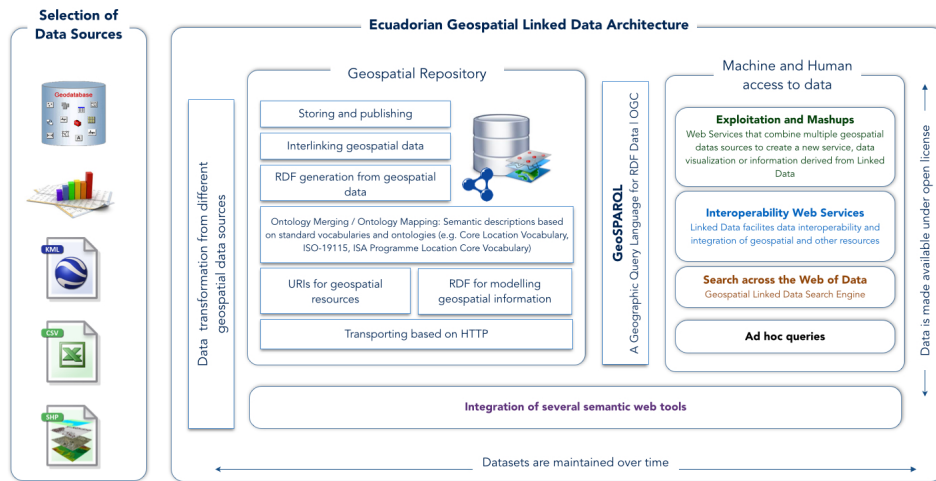 Selection of
Data Sources
Geodatabase
KML
CSV
SHP
Ecuadorian Geospatial Linked Data Architecture
Data transformation from different
geospatial data sources
Geospatial Repository
Storing and publishing
Interlinking geospatial data
RDF generation from geospatial
data
Ontology Merging / Ontology Mapping: Semantic descriptions based
on standard vocabularies and ontologies (e.g. Core Location Vocabulary,
ISO-19115, ISA Programme Location Core Vocabulary)
URIs for geospatial
resources
RDF for modelling
geospatial information
Transporting based on HTTP
GeoSPARQL
A Geographic Query Language for RDF Data | OGC
Machine and Human
access to data
Exploitation and Mashups
Web Services that combine multiple geospatial
datas sources to create a new service, data
visualization or information derived from Linked
Data
Interoperability Web Services
Linked Data facilites data interoperability and
integration of geospatial and other resources
Search across the Web of Data
Geospatial Linked Data Search Engine
Ad hoc queries
Data is made available under open license
Integration of several semantic web tools
Datasets are maintained over time